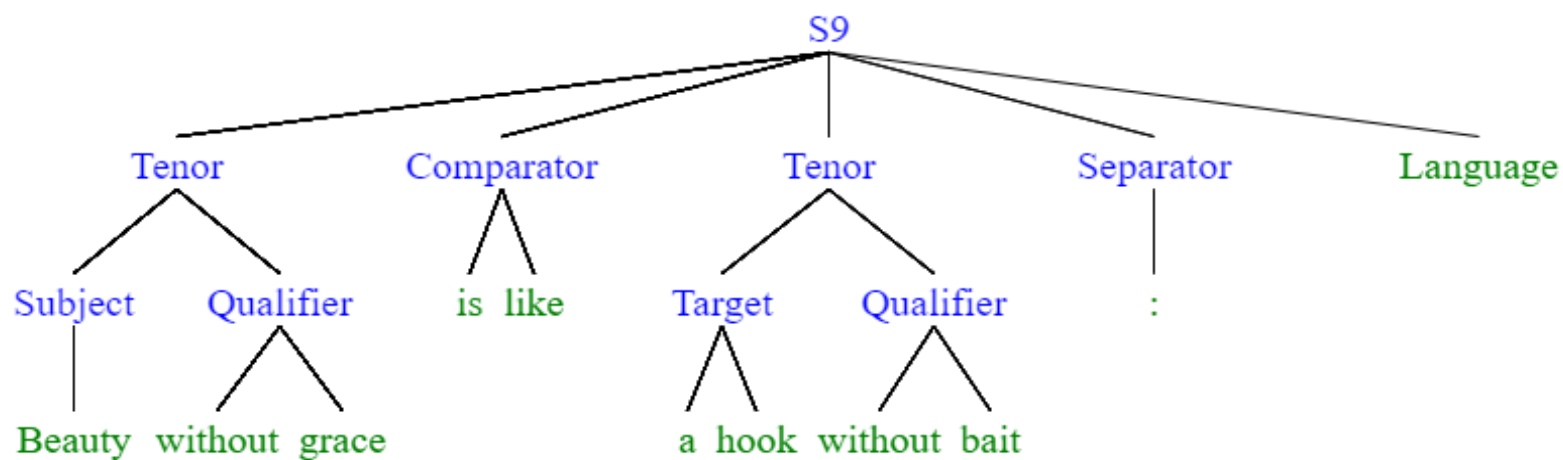 S9
Tenor Comparator Tenor Separator Language
Subject Qualifier is like Target Qualifier :
Beauty without grace a hook without bait